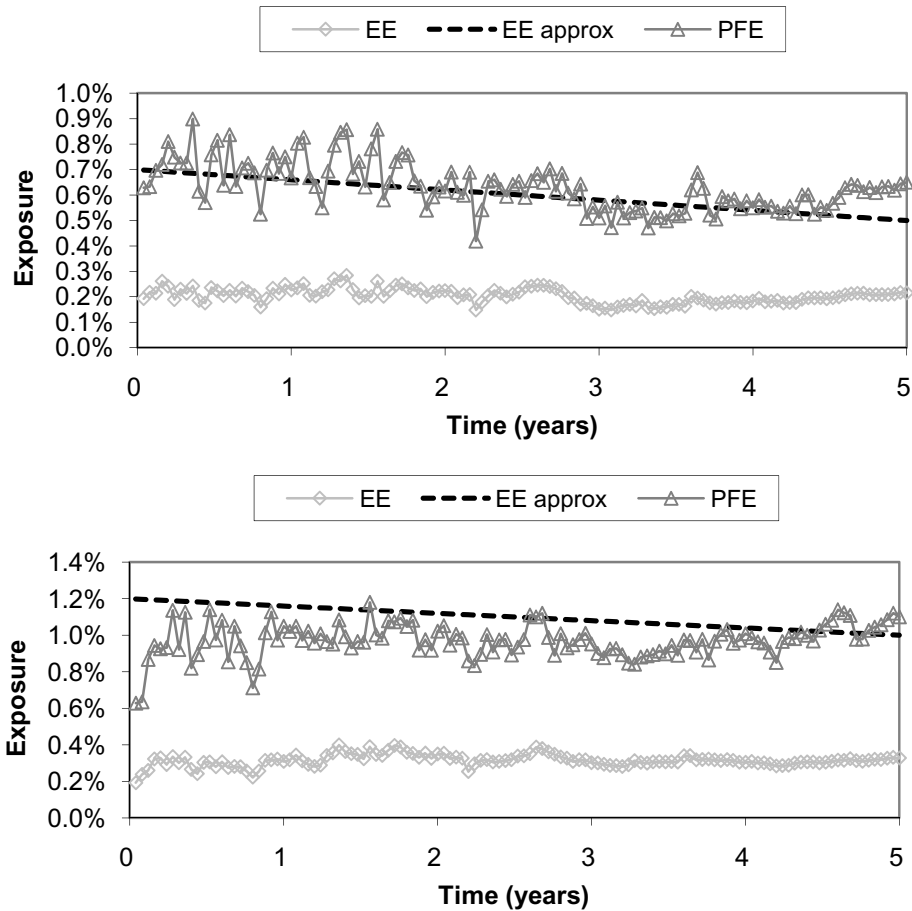 EE EE approx PFE
1.0%
0.9%
0.8%
0.7%
0.6%
0.5%
0.4%
0.3%
0.2%
0.1%
0.0%
Exposure
0 1 2 3 4 5
Time (years)
EE EE approx PFE
1.4%
1.2%
1.0%
0.8%
0.6%
0.4%
0.2%
0.0%
Exposure
0 1 2 3 4 5
Time (years)